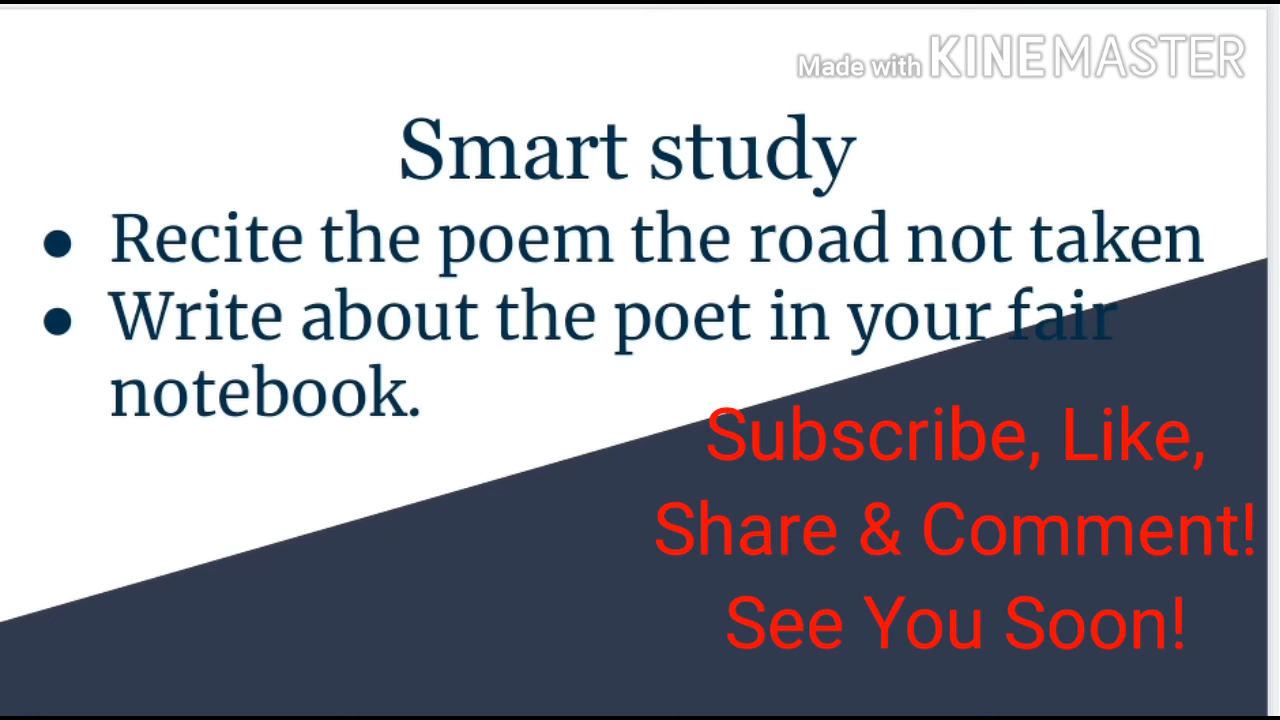 Made with KINEMASTER
Smart study
● Recite the poem the road not taken
● Write about the poet in your fair
notebook.
Subscribe, Like,
Share & Comment!
See You Soon!